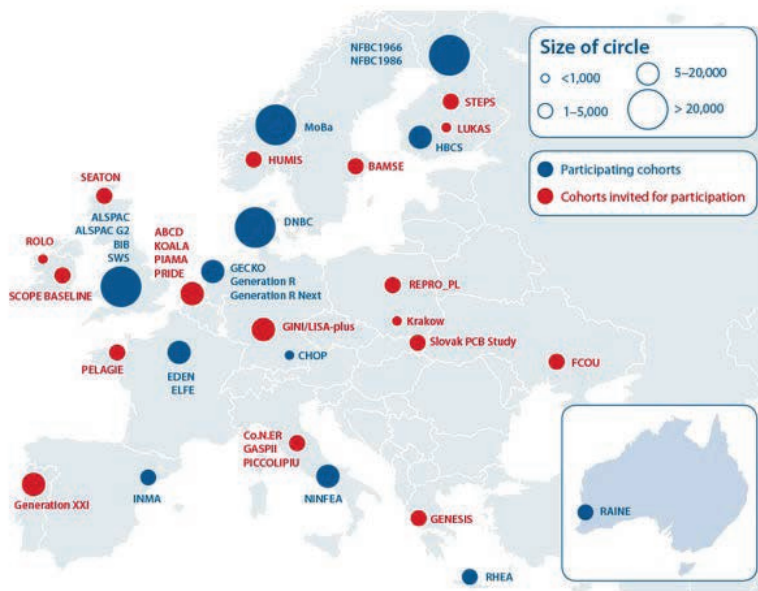 NFBC1966
NFBC1986
Size of circle
<1,000
5–20,000
1–5,000
> 20,000
STEPS
LUKAS
MoBa
HBCS
HUMIS
BAMSE
Participating cohorts
Cohorts invited for participation
SEATON
ALSPAC
ALSPAC G2
BIB
SWS
DNBC
ROLO
SCOPE BASELINE
ABCD
KOALA
PIAMA
PRIDE
GECKO
Generation R
Generation R Next
REPRO_PL
Krakow
GINI/LISA-plus
Slovak PCB Study
CHOP
FCOU
PELAGIE
EDEN
ELFE
Co.N.ER
GASPII
PICCOLIPIU
Generation XXI
INMA
NINFEA
GENESIS
RAINE
RHEA